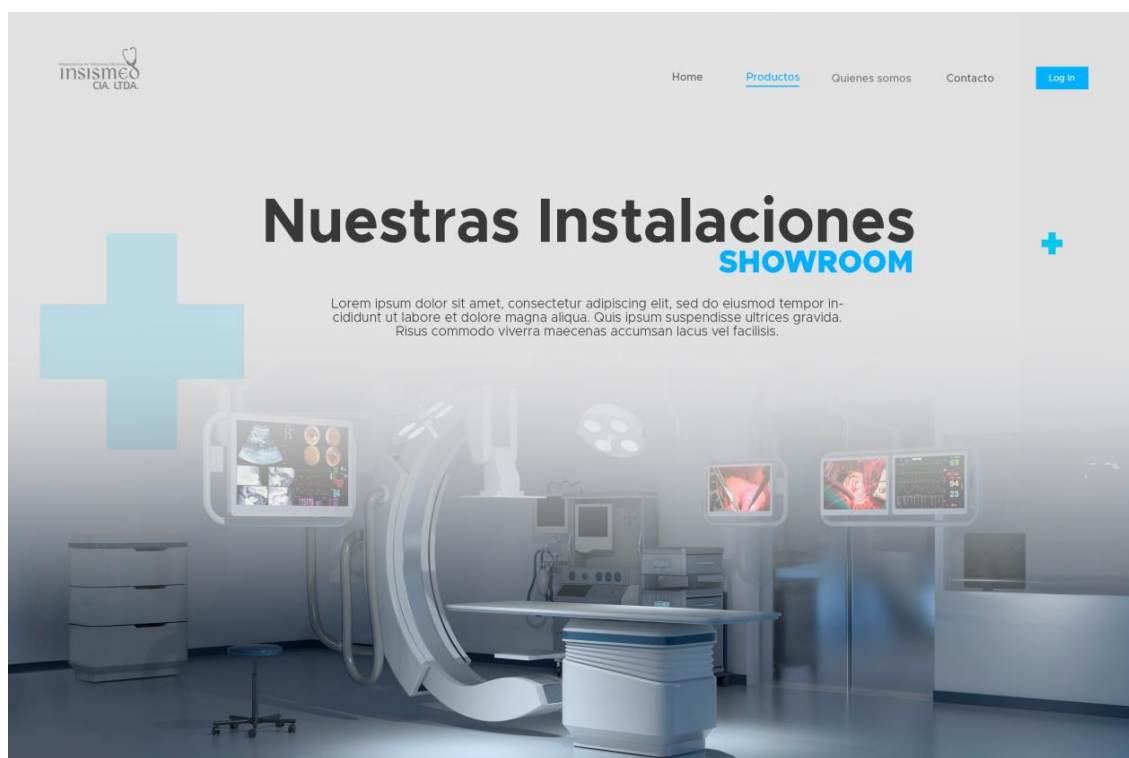 insismed
CIA. LTDA.
Home
Productos
Quienes somos
Contacto
Log in
Nuestras Instalaciones
SHOWROOM
Lorem ipsum dolor sit amet, consectetur adipiscing elit, sed do eiusmod tempor in-
cididunt ut labore et dolore magna aliqua. Quis ipsum suspendisse ultrices gravida.
Risus commodo viverra maecenas accumsan lacus vel facilisis.
94
23